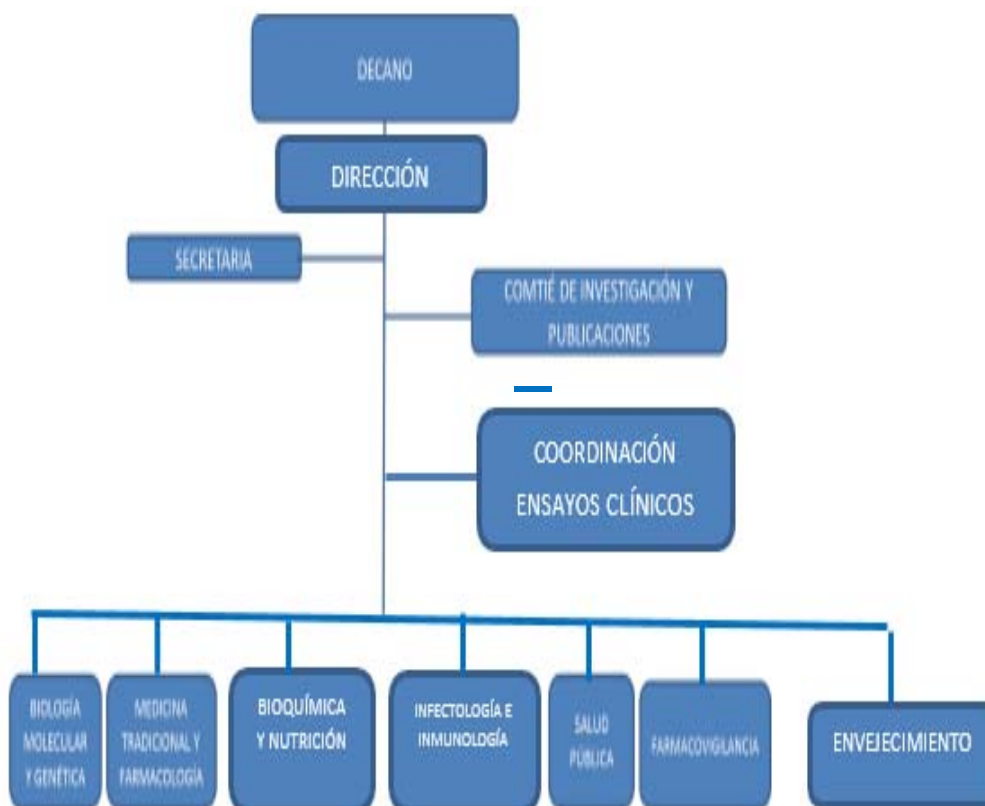 DECANO
DIRECCIÓN
SECRETARIA
COMTIÉ DE INVESTIGACIÓN Y
PUBLICACIONES
COORDINACIÓN
ENSAYOS CLÍNICOS
BIOLOGÍA
MOLECULAR
Y GENÉTICA
MEDICINA
TRADICIONAL Y
FARMACOLOGÍA
BIOQUÍMICA
Y NUTRICIÓN
INFECTOLOGÍA E
INMUNOLOGÍA
SALUD
PÚBLICA
FARMACOVIGILANCIA
ENVEJECIMIENTO